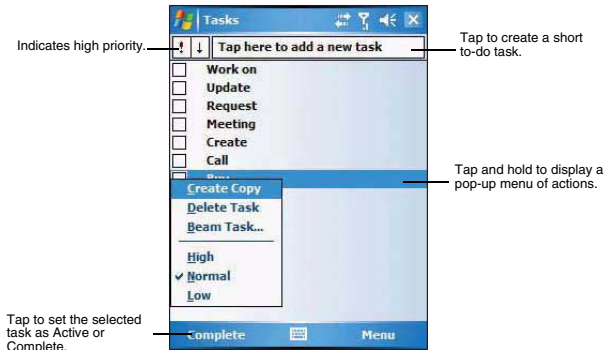 Tasks
Indicates high priority.
! ↓ Tap here to add a new task
Tap to create a short
to-do task.
Work on
Update
Request
Meeting
Create
Call
Buy
Tap and hold to display a
pop-up menu of actions.
Create Copy
Delete Task
Beam Task...
High
Normal
Low
Tap to set the selected
task as Active or
Complete.
Complete
Menu